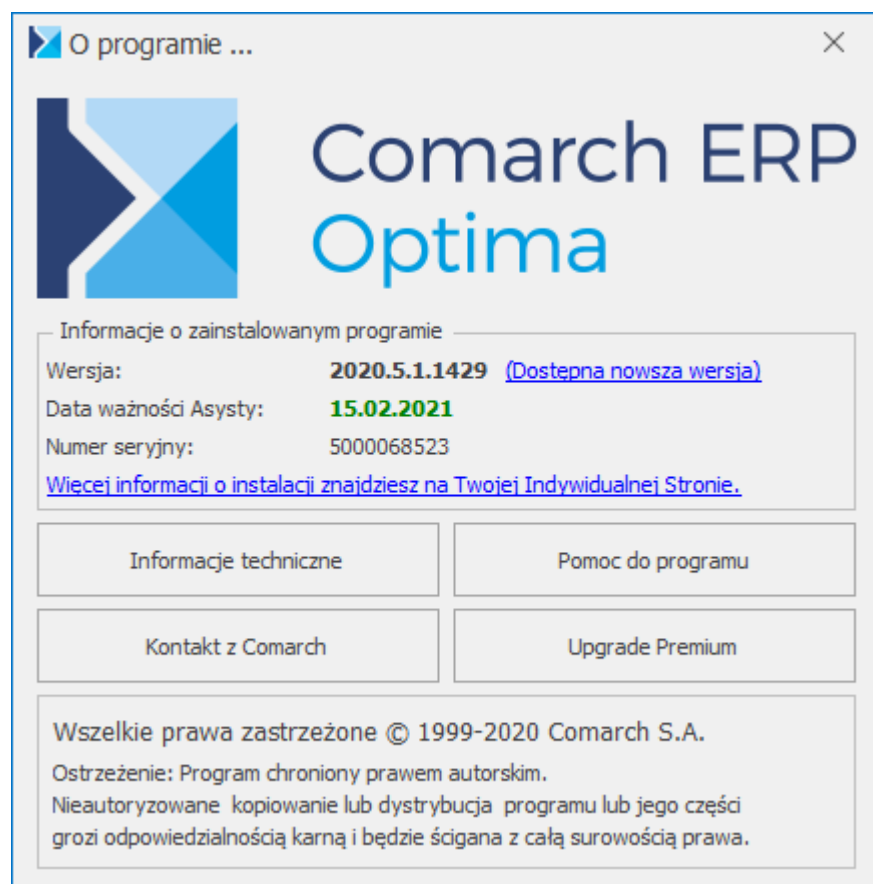 O programie ...
Comarch ERP
Optima
Informacje o zainstalowanym programie
Wersja: 2020.5.1.1429 (Dostępna nowsza wersja)
Data ważności Asysty: 15.02.2021
Numer seryjny: 5000068523
Więcej informacji o instalacji znajdziesz na Twojej Indywidualnej Stronie.
Informacje techniczne Pomoc do programu
Kontakt z Comarch Upgrade Premium
Wszelkie prawa zastrzeżone © 1999-2020 Comarch S.A.
Ostrzeżenie: Program chroniony prawem autorskim.
Nieautoryzowane kopiowanie lub dystrybucja programu lub jego części
grozi odpowiedzialnością karną i będzie ścigana z całą surowością prawa.